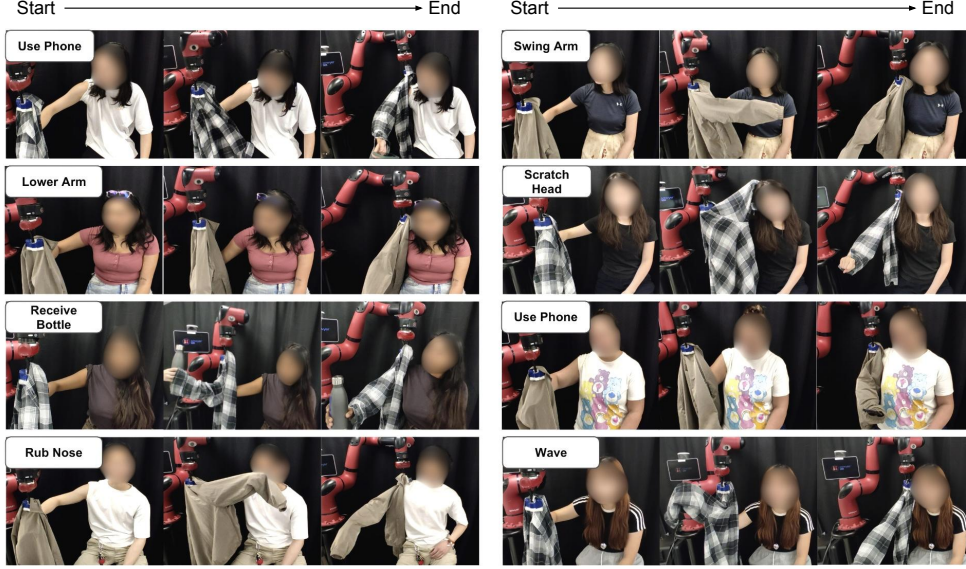 Start End Start End
Use Phone
Swing Arm
Lower Arm
Scratch
Head
Receive
Bottle
Use Phone
Rub Nose
Wave